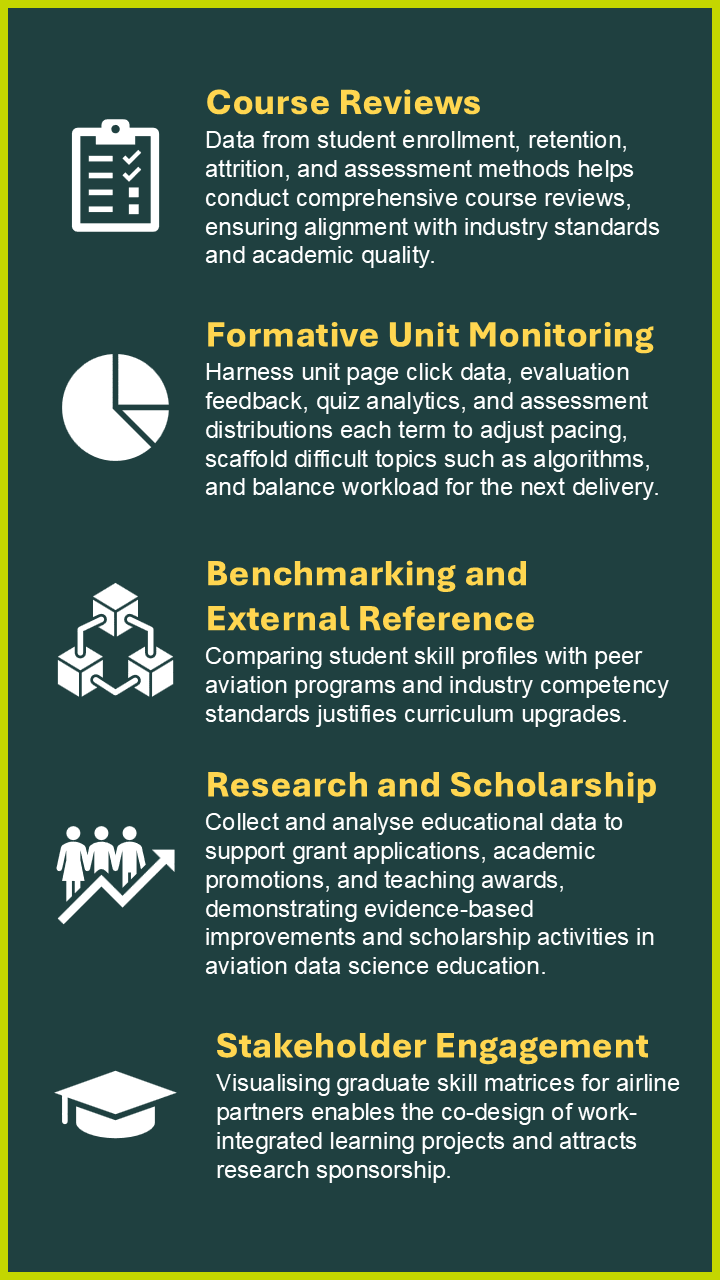 Course Reviews
Data from student enrollment, retention,
attrition, and assessment methods helps
conduct comprehensive course reviews,
ensuring alignment with industry standards
and academic quality.
Formative Unit Monitoring
Harness unit page click data, evaluation
feedback, quiz analytics, and assessment
distributions each term to adjust pacing,
scaffold difficult topics such as algorithms,
and balance workload for the next delivery.
Benchmarking and
External Reference
Comparing student skill profiles with peer
aviation programs and industry competency
standards justifies curriculum upgrades.
Research and Scholarship
Collect and analyse educational data to
support grant applications, academic
promotions, and teaching awards,
demonstrating evidence-based
improvements and scholarship activities in
aviation data science education.
Stakeholder Engagement
Visualising graduate skill matrices for airline
partners enables the co-design of work-
integrated learning projects and attracts
research sponsorship.